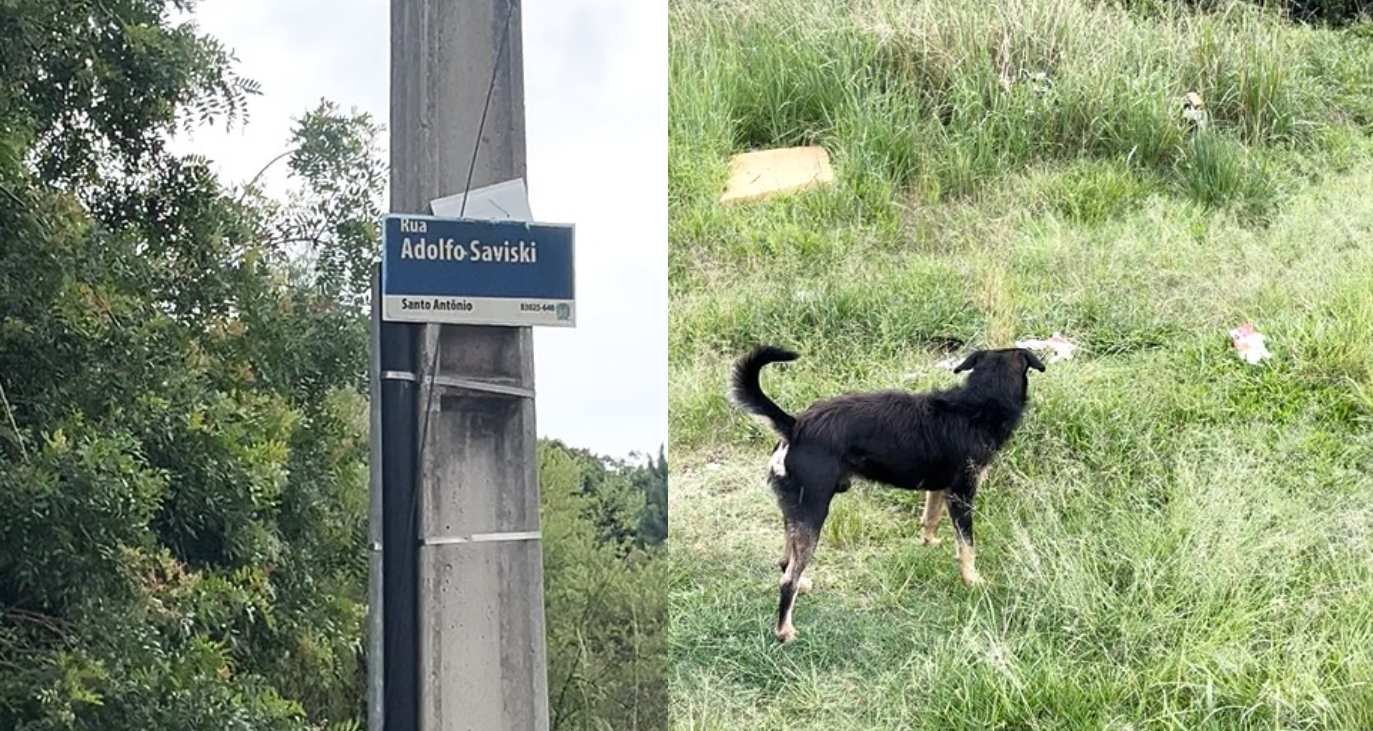 Rua
Adolfo Saviski
Santo Antônio 83025-640